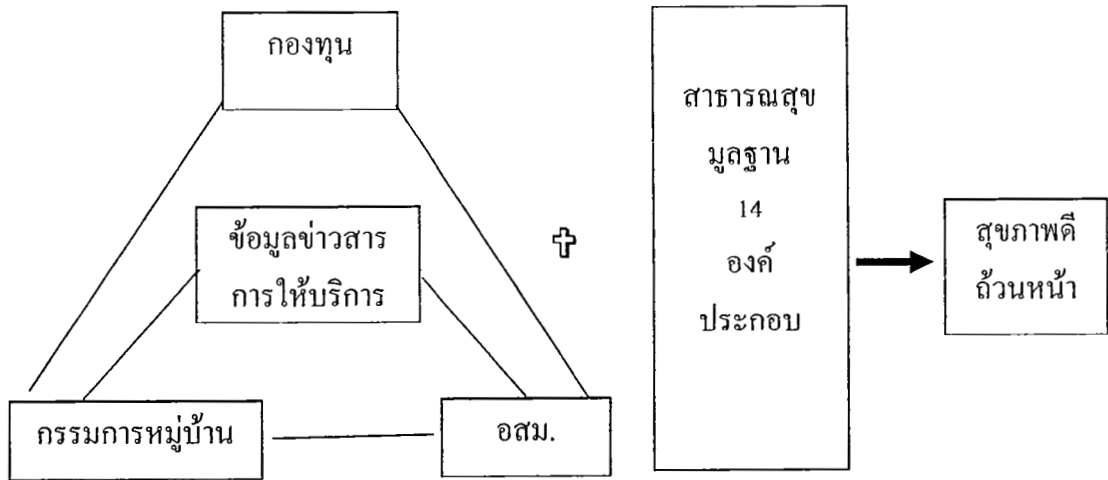 กองทุน
ข้อมูลข่าวสาร
การให้บริการ
กรรมการหมู่บ้าน
อสม.
สาธารณสุข
มูลฐาน
14
องค์
ประกอบ
สุขภาพดี
ถ้วนหน้า